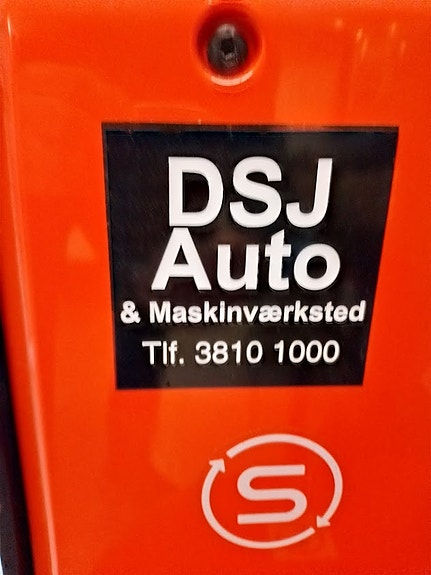 DSJ
Auto
& Maskinværksted
Tlf. 3810 1000
S